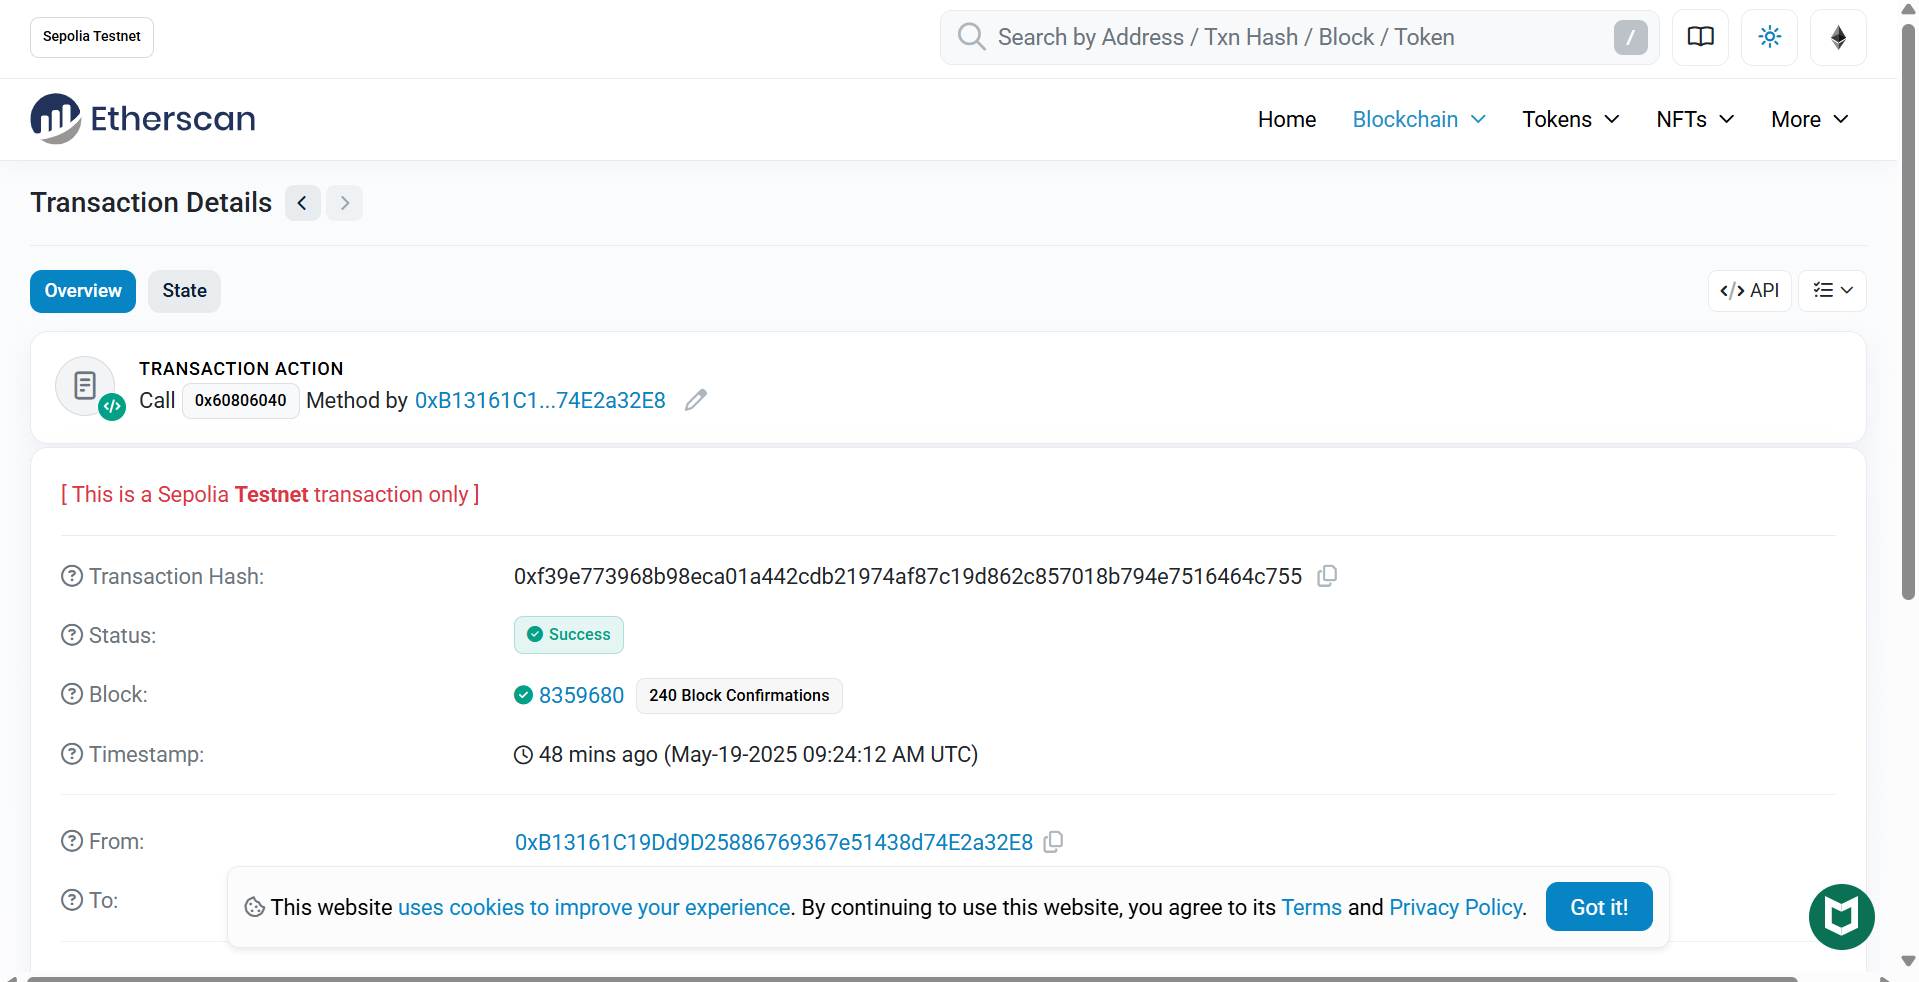 Sepolia Testnet
Search by Address / Txn Hash / Block / Token
/
Etherscan
Home Blockchain Tokens NFTs More
Transaction Details
Overview State
</> API
TRANSACTION ACTION
Call 0x60806040 Method by 0xB13161C1...74E2a32E8
[ This is a Sepolia Testnet transaction only ]
Transaction Hash: 0xf39e773968b98eca01a442cdb21974af87c19d862c857018b794e7516464c755
Status: Success
Block: 8359680 240 Block Confirmations
Timestamp: 48 mins ago (May-19-2025 09:24:12 AM UTC)
From: 0xB13161C19Dd9D25886769367e51438d74E2a32E8
To:
This website uses cookies to improve your experience. By continuing to use this website, you agree to its Terms and Privacy Policy. Got it!